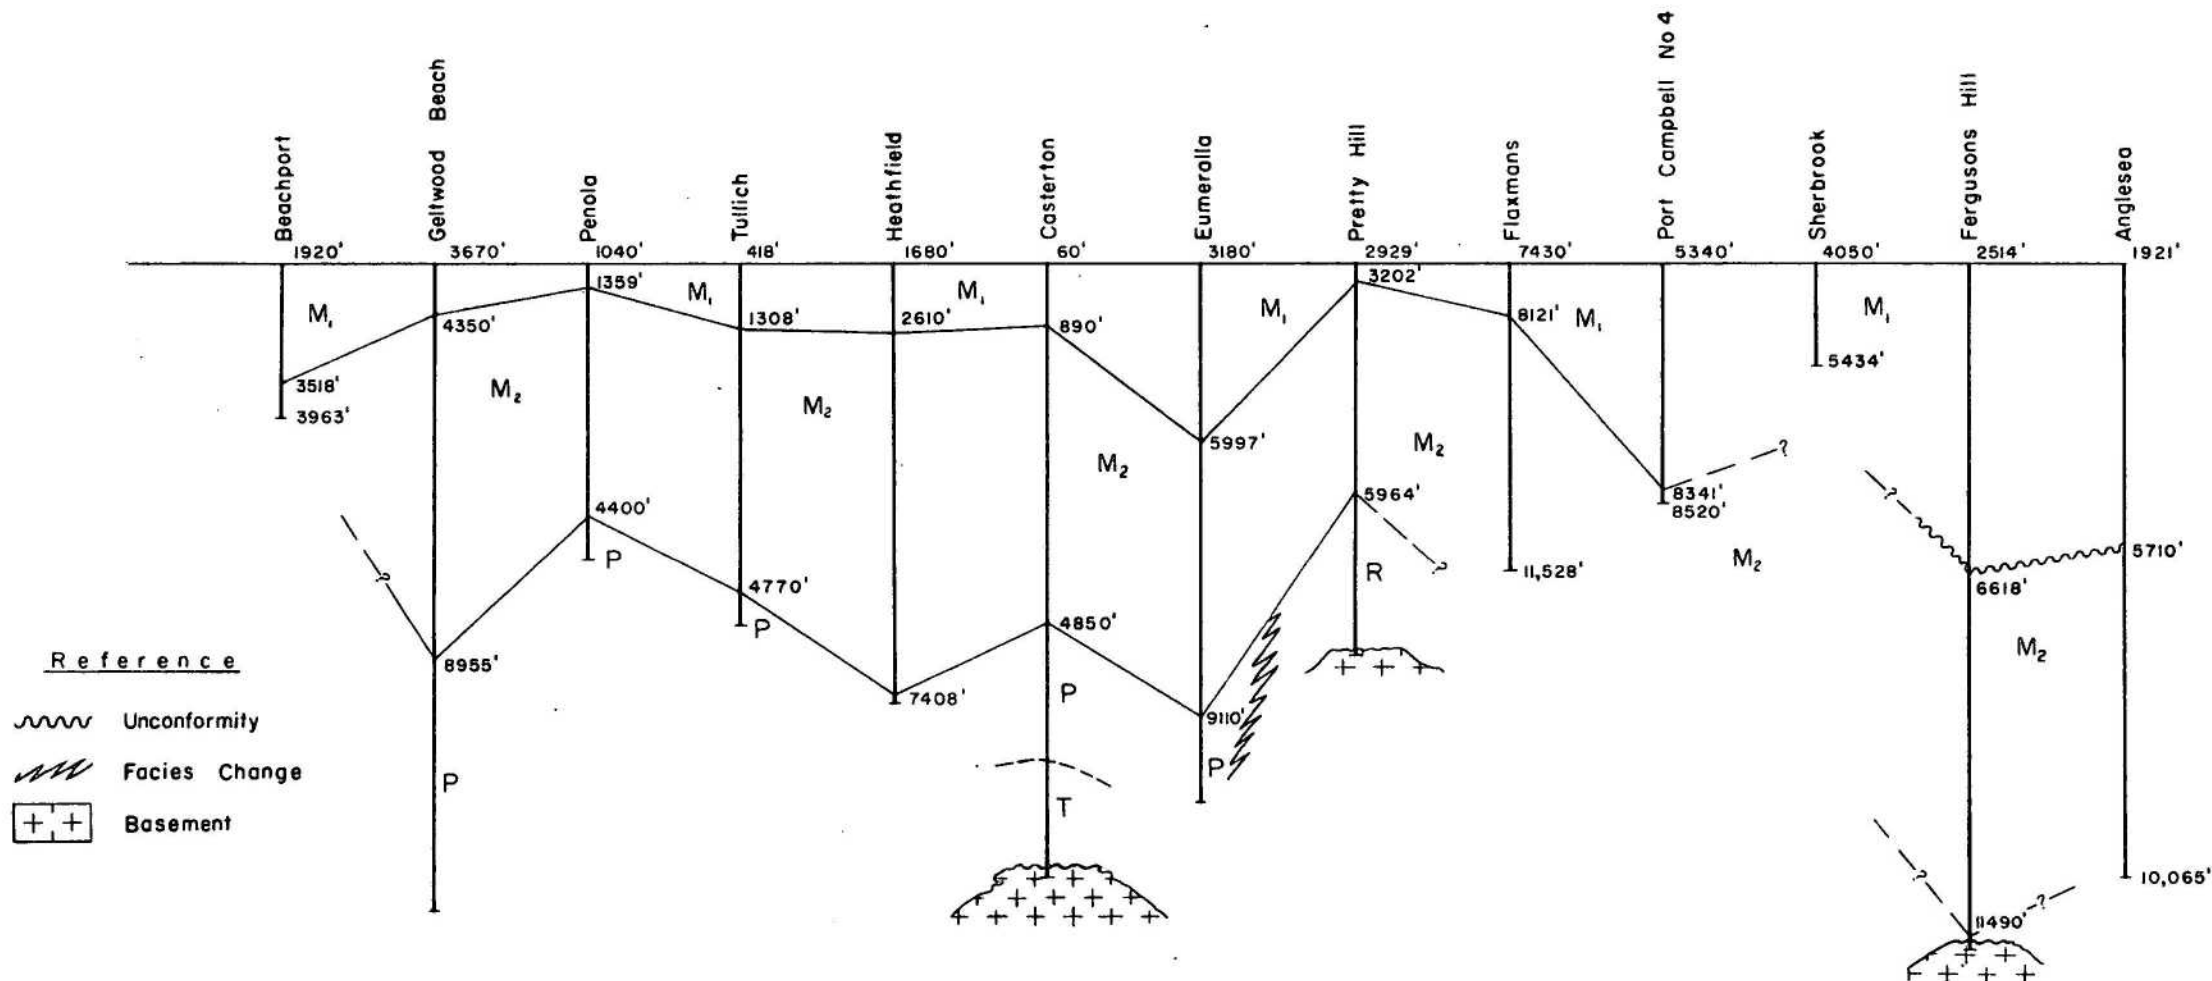 Beachport
Geltwood Beach
Penola
Tullich
Heathfield
Casterton
Eumeralla
Pretty Hill
Flaxmans
Port Campbell No 4
Sherbrook
Fergusons Hill
Anglesea
1920' 3670' 1040' 418' 1680' 60' 3180' 2929' 7430' 5340' 4050' 2514' 1921'
1359' 3202'
M₁ M₁ M₁ M₁ M₁ M₁
4350' 1308' 2610' 890' 8121'
3518' 5434'
3963' M₂ M₂
5997' M₂ M₂ ?
4400' 5964' 8341' ?
8520'
P ? 5710'
? 4770' R ? 11,528' M₂
P 6618'
4850'
Reference 8955' M₂
7408' P
Unconformity 9110'
Facies Change P P
T
Basement
? 10,065'
11490' ?